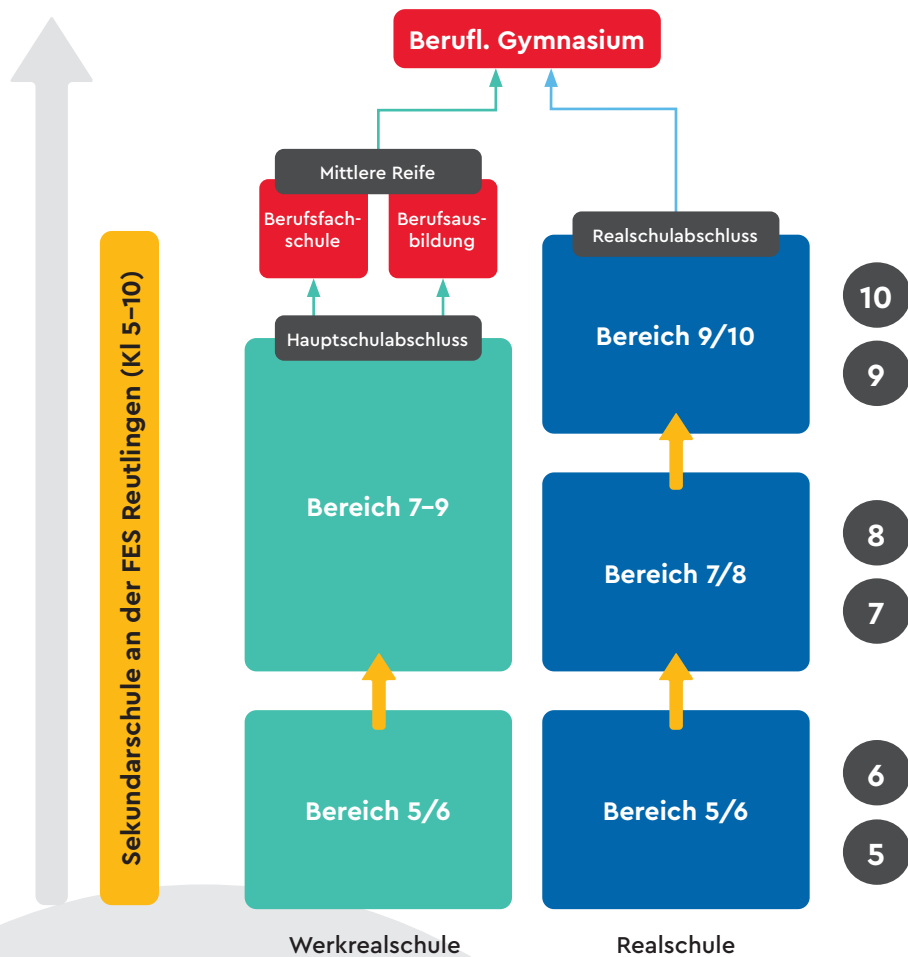 Berufl. Gymnasium
Mittlere Reife
Berufsfach-
schule
Berufsaus-
bildung
Realschulabschluss
Hauptschulabschluss
Sekundarschule an der FES Reutlingen (Kl 5–10)
Bereich 9/10
10
9
Bereich 7–9
Bereich 7/8
8
7
Bereich 5/6
Bereich 5/6
6
5
Werkrealschule
Realschule